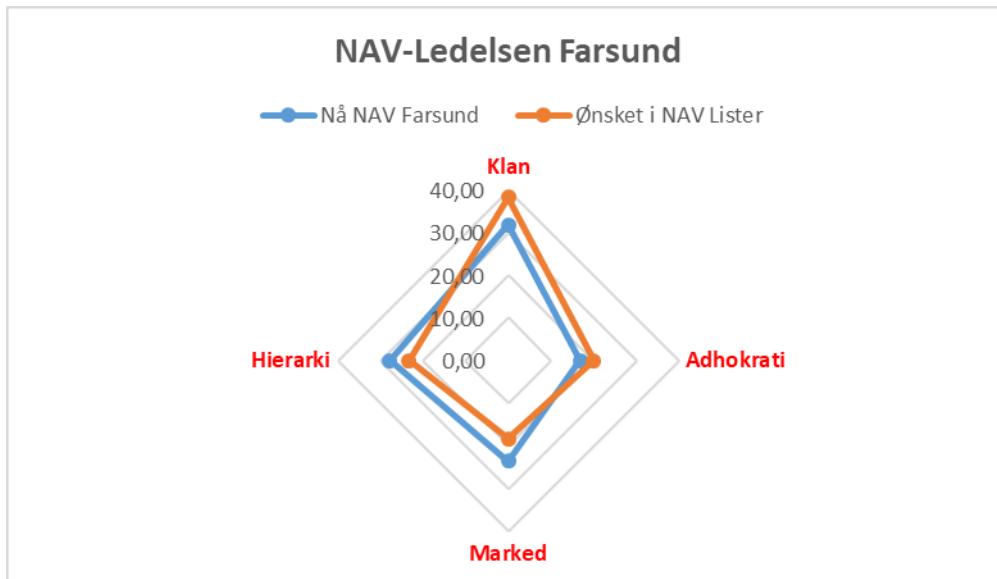 NAV-Ledelsen Farsund
Nå NAV Farsund
Ønsket i NAV Lister
Klan
40,00
30,00
20,00
10,00
Hierarki
0,00
Adhokrati
Marked